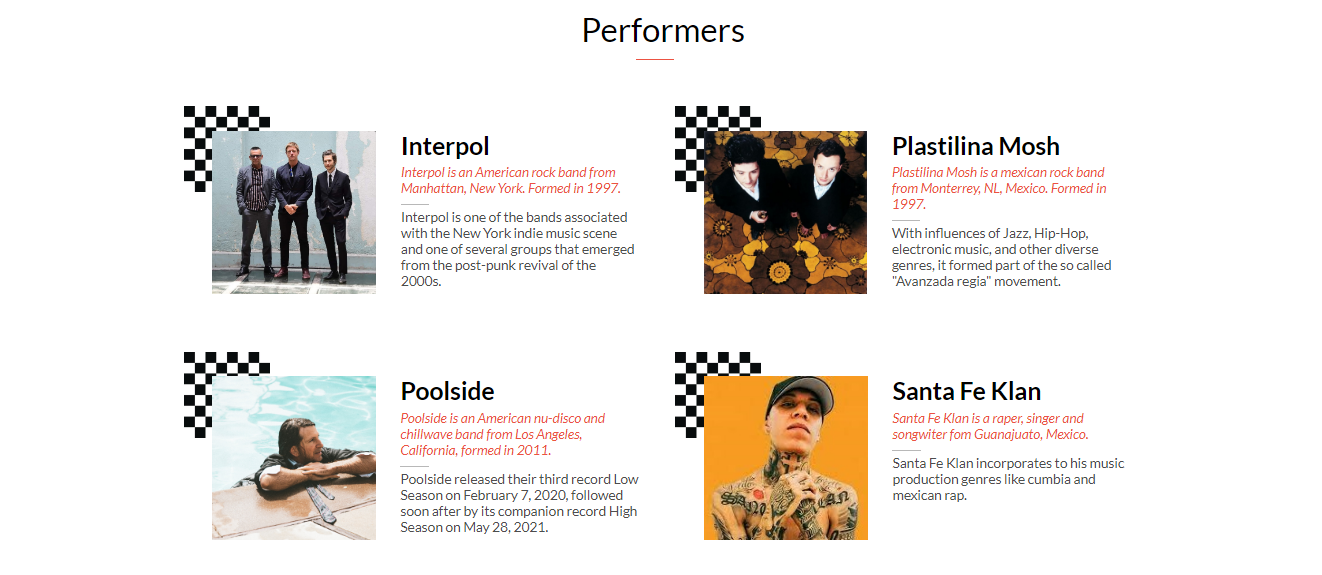 Performers
Interpol
Interpol is an American rock band from
Manhattan, New York. Formed in 1997.
Interpol is one of the bands associated
with the New York indie music scene
and one of several groups that emerged
from the post-punk revival of the
2000s.
Plastilina Mosh
Plastilina Mosh is a mexican rock band
from Monterrey, NL, Mexico. Formed in
1997.
With influences of Jazz, Hip-Hop,
electronic music, and other diverse
genres, it formed part of the so called
"Avanzada regia" movement.
Poolside
Poolside is an American nu-disco and
chillwave band from Los Angeles,
California, formed in 2011.
Poolside released their third record Low
Season on February 7, 2020, followed
soon after by its companion record High
Season on May 28, 2021.
Santa Fe Klan
Santa Fe Klan is a raper, singer and
songwiter fom Guanajuato, Mexico.
Santa Fe Klan incorporates to his music
production genres like cumbia and
mexican rap.